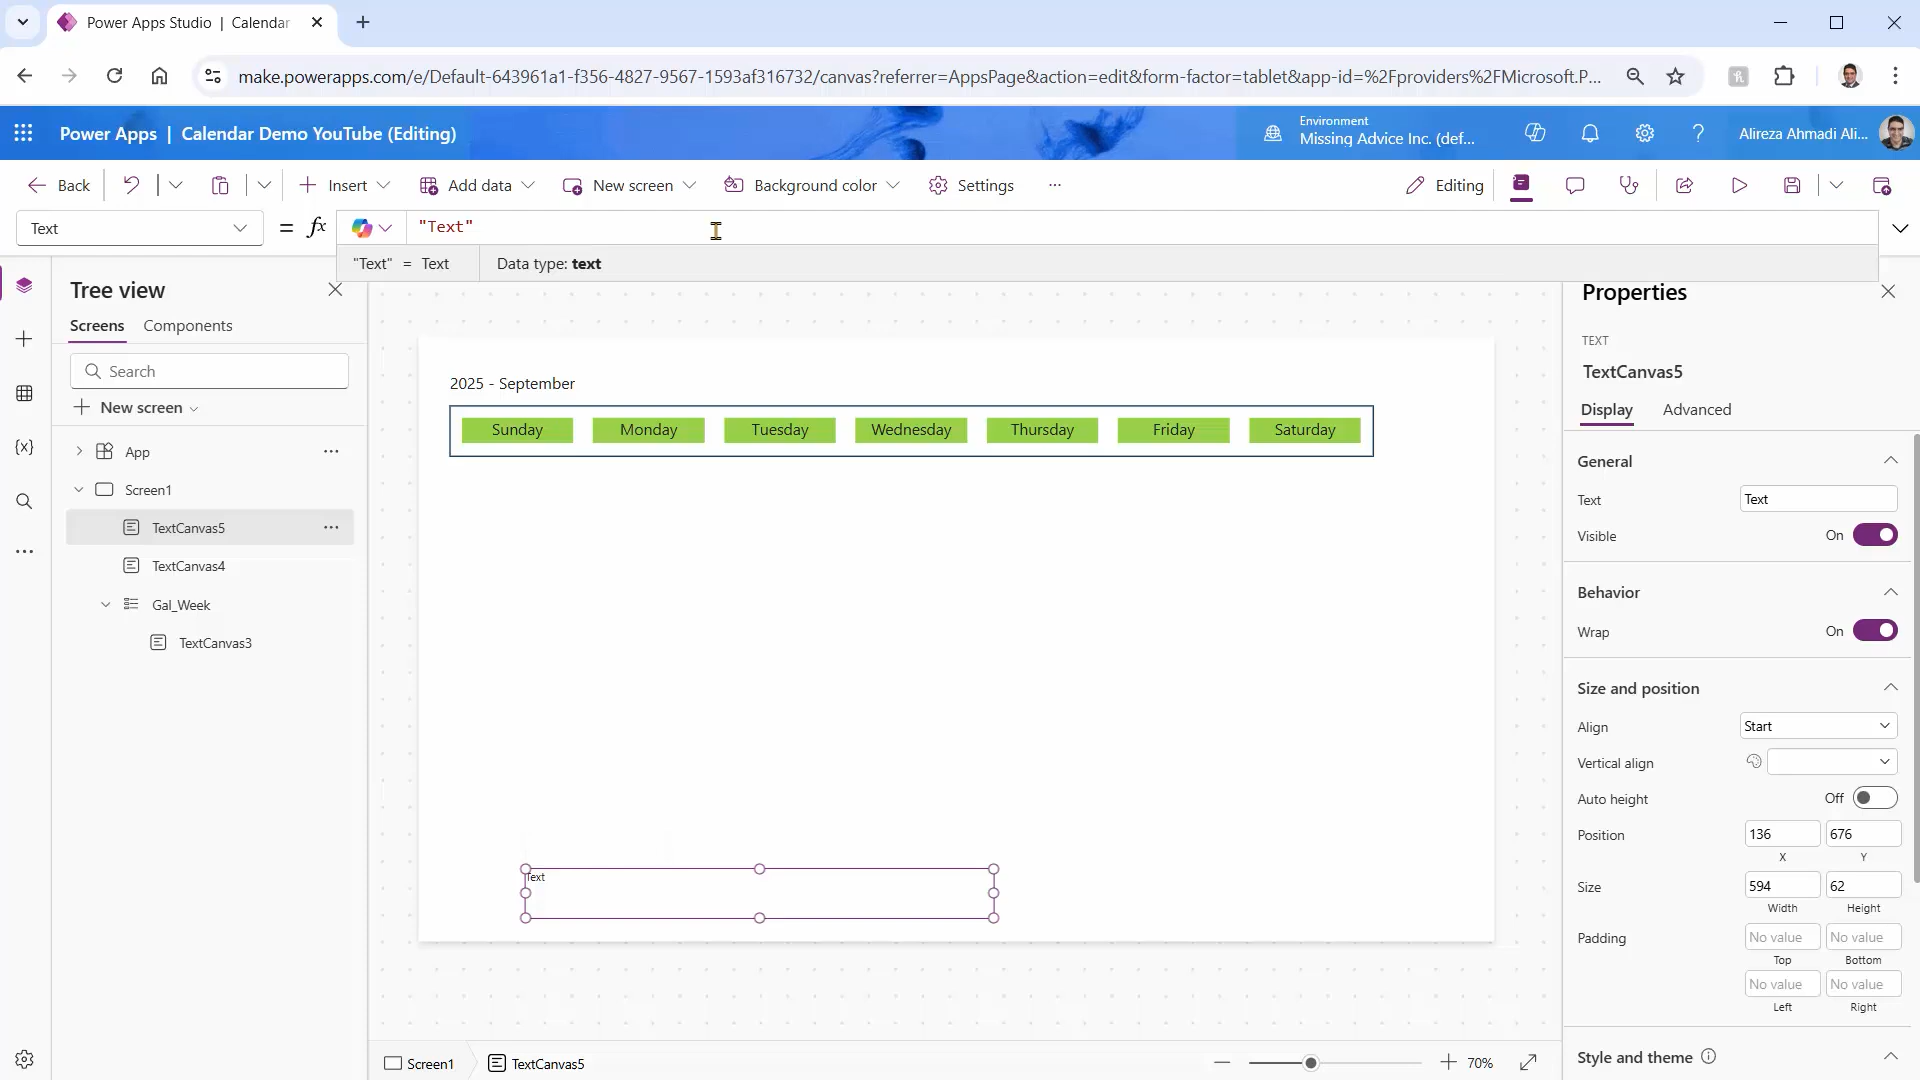 Power Apps Studio | Calendar
make.powerapps.com/e/Default-643961a1-f356-4827-9567-1593af316732/canvas?referrer=AppsPage&action=edit&form-factor=tablet&app-id=%2Fproviders%2FMicrosoft.P...
Power Apps | Calendar Demo YouTube (Editing)
Environment
Missing Advice Inc. (def...
Alireza Ahmadi Ali...
Back
Insert
Add data
New screen
Background color
Settings
...
Editing
Text
= fx
"Text"
"Text" = Text
Data type: text
Tree view
Screens
Components
Search
New screen
App
Screen1
TextCanvas5
TextCanvas4
Gal_Week
TextCanvas3
2025 - September
Sunday
Monday
Tuesday
Wednesday
Thursday
Friday
Saturday
Text
Screen1
TextCanvas5
70%
Properties
TEXT
TextCanvas5
Display
Advanced
General
Text
Text
Visible
On
Behavior
Wrap
On
Size and position
Align
Start
Vertical align
Auto height
Off
Position
136
676
X
Y
Size
594
62
Width
Height
Padding
No value
No value
Top
Bottom
No value
No value
Left
Right
Style and theme